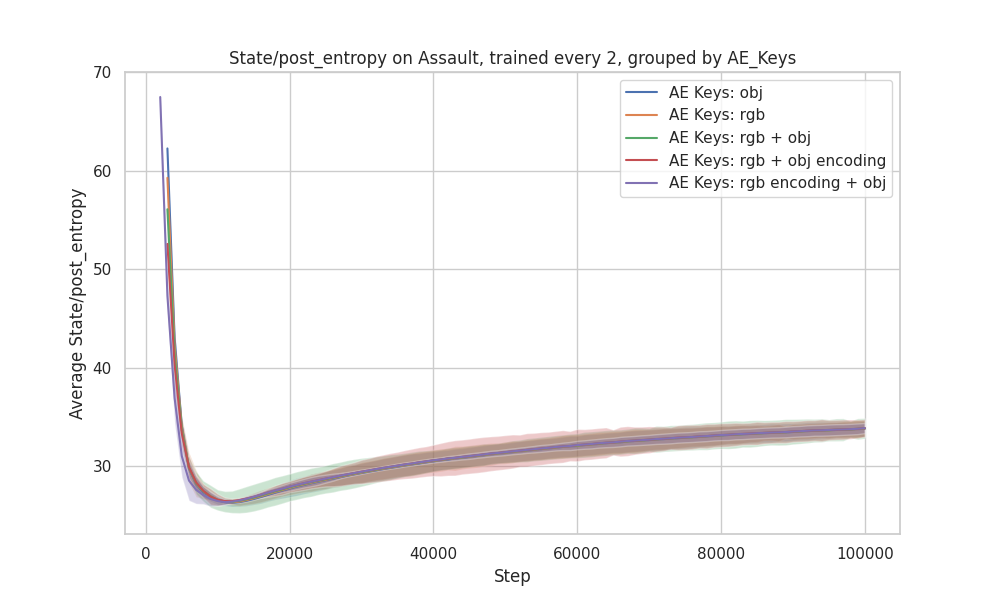 State/post_entropy on Assault, trained every 2, grouped by AE_Keys
70
60
50
40
30
Average State/post_entropy
AE Keys: obj
AE Keys: rgb
AE Keys: rgb + obj
AE Keys: rgb + obj encoding
AE Keys: rgb encoding + obj
0
20000
40000
60000
80000
100000
Step